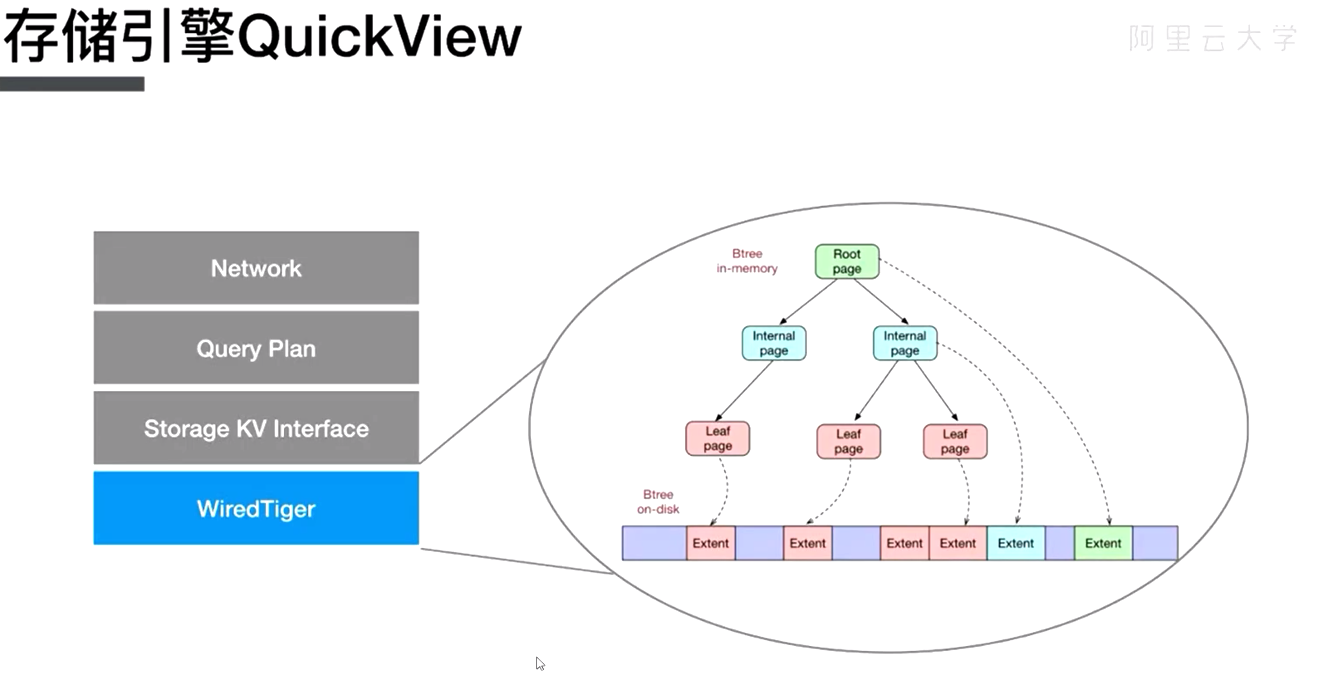 存储引擎QuickView
阿里云大学
Network
Query Plan
Storage KV Interface
WiredTiger
Btree
in-memory
Root
page
Internal
page
Internal
page
Leaf
page
Leaf
page
Leaf
page
Btree
on-disk
Extent
Extent
Extent
Extent
Extent
Extent